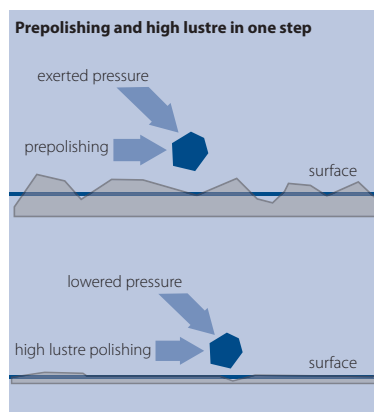 Prepolishing and high lustre in one step
exerted pressure
prepolishing
surface
lowered pressure
high lustre polishing
surface